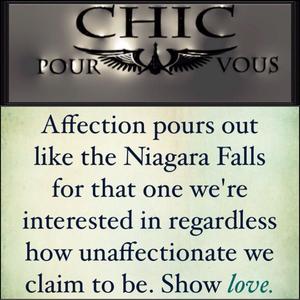 CHIC
POUR VOUS
Affection pours out
like the Niagara Falls
for that one we're
interested in regardless
how unaffectionate we
claim to be. Show love.